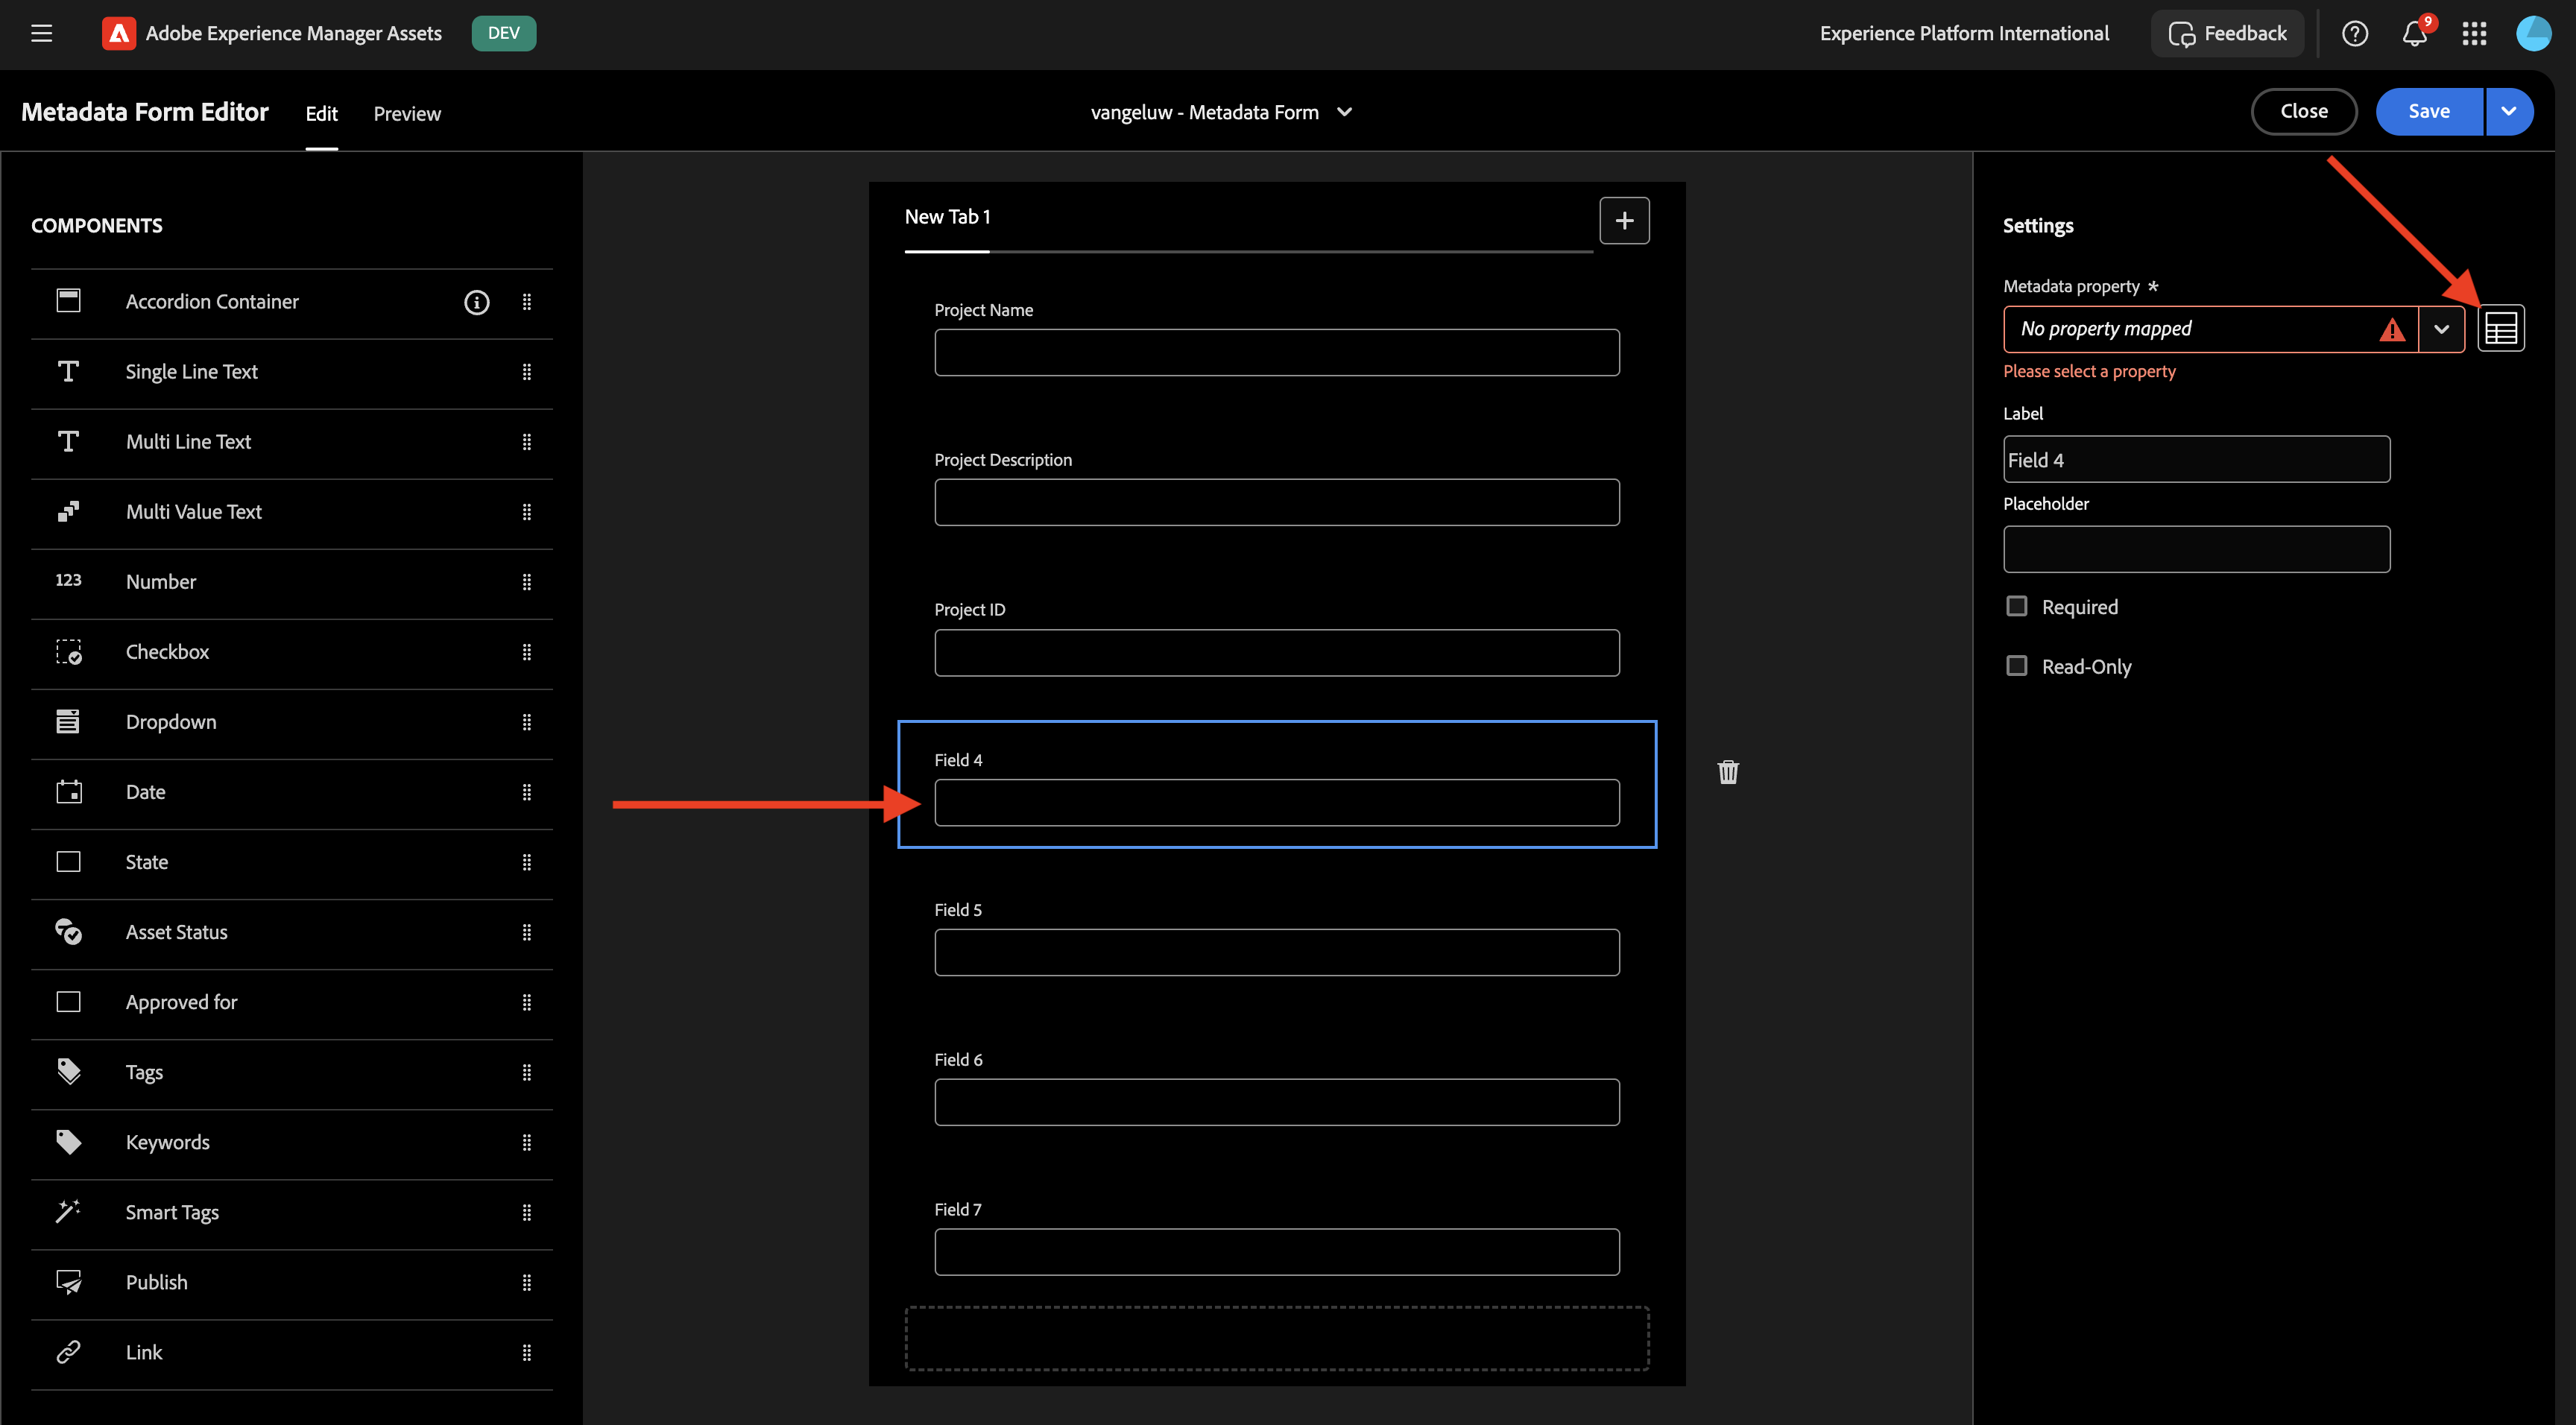 Adobe Experience Manager Assets
DEV
Experience Platform International
Feedback
9
Metadata Form Editor
Edit
Preview
vangeluw - Metadata Form
Close
Save
COMPONENTS
Accordion Container
Single Line Text
Multi Line Text
Multi Value Text
123
Number
Checkbox
Dropdown
Date
State
Asset Status
Approved for
Tags
Keywords
Smart Tags
Publish
Link
New Tab 1
Project Name
Project Description
Project ID
Field 4
Field 5
Field 6
Field 7
Settings
Metadata property *
No property mapped
Please select a property
Label
Field 4
Placeholder
Required
Read-Only